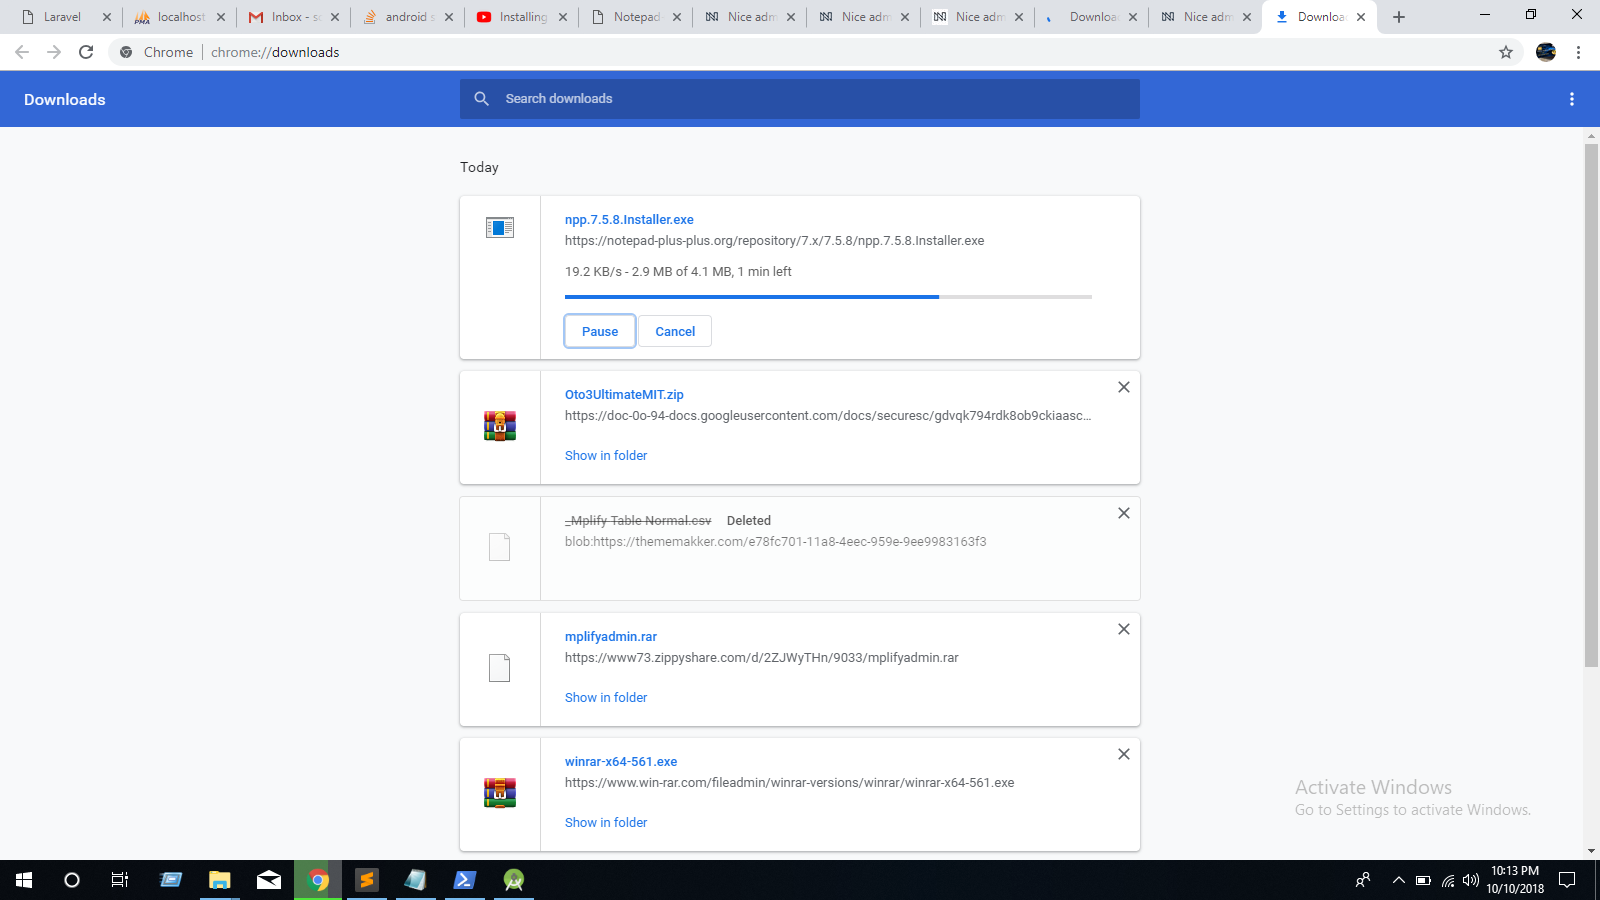 Laravel
localhost
Inbox - sc
android s
Installing
Notepad
Nice adm
Nice adm
Nice adm
Downloa
Nice adm
Downloa
Chrome
chrome://downloads
Downloads
Search downloads
Today
npp.7.5.8.Installer.exe
https://notepad-plus-plus.org/repository/7.x/7.5.8/npp.7.5.8.Installer.exe
19.2 KB/s - 2.9 MB of 4.1 MB, 1 min left
Pause
Cancel
Oto3UltimateMIT.zip
https://doc-0o-94-docs.googleusercontent.com/docs/securesc/gdvqk794rdk8ob9ckiaasc...
Show in folder
_Mplify Table Normal.csv Deleted
blob:https://thememakker.com/e78fc701-11a8-4eec-959e-9ee9983163f3
mplifyadmin.rar
https://www73.zippyshare.com/d/2ZJWyTHn/9033/mplifyadmin.rar
Show in folder
winrar-x64-561.exe
https://www.win-rar.com/fileadmin/winrar-versions/winrar/winrar-x64-561.exe
Show in folder
Activate Windows
Go to Settings to activate Windows.
10:13 PM
10/10/2018